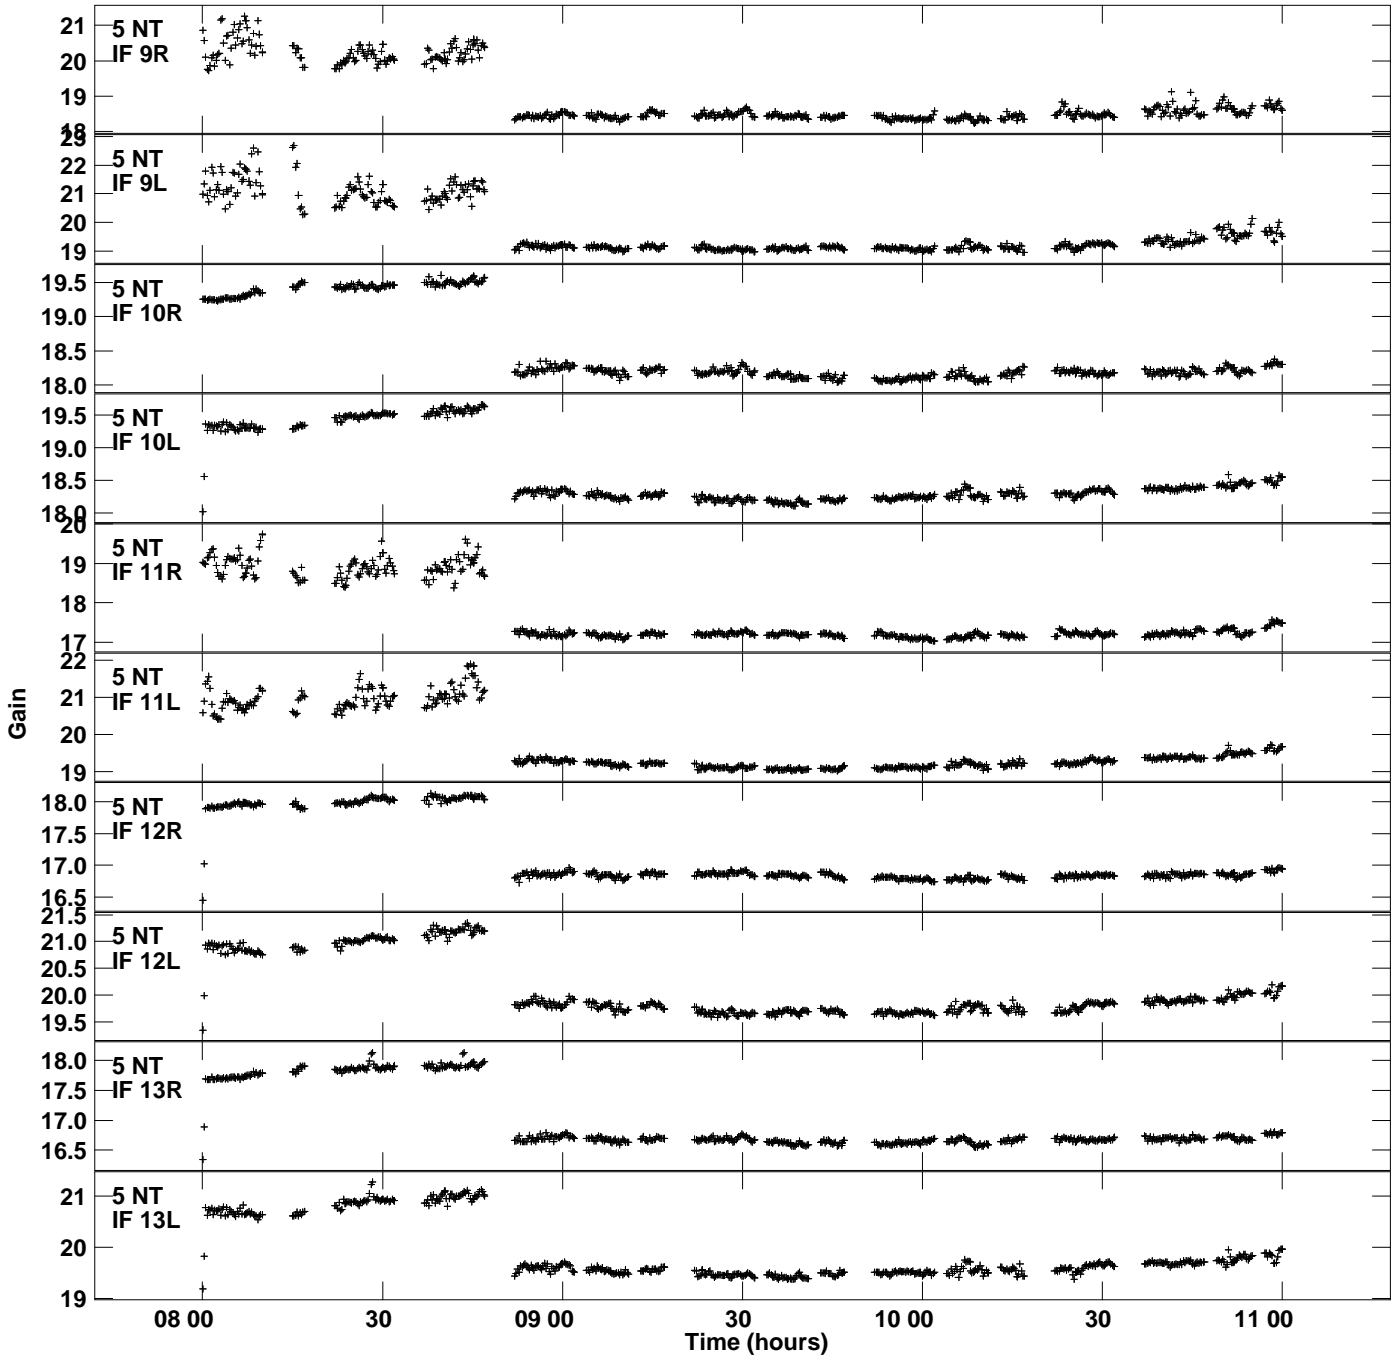 21
5 NT
IF 9R
20
19
18
23
5 NT
22
IF 9L
21
20
19
19.5
5 NT
IF 10R
19.0
18.5
18.0
19.5
5 NT
IF 10L
19.0
18.5
18.0
20
5 NT
19
IF 11R
18
17
22
5 NT
IF 11L
21
20
19
Gain
18.0
5 NT
IF 12R
17.5
17.0
16.5
21.5
5 NT
21.0
IF 12L
20.5
20.0
19.5
18.0
5 NT
IF 13R
17.5
17.0
16.5
21
5 NT
IF 13L
20
19
08 00 30 09 00 30 10 00 30 11 00
Time (hours)